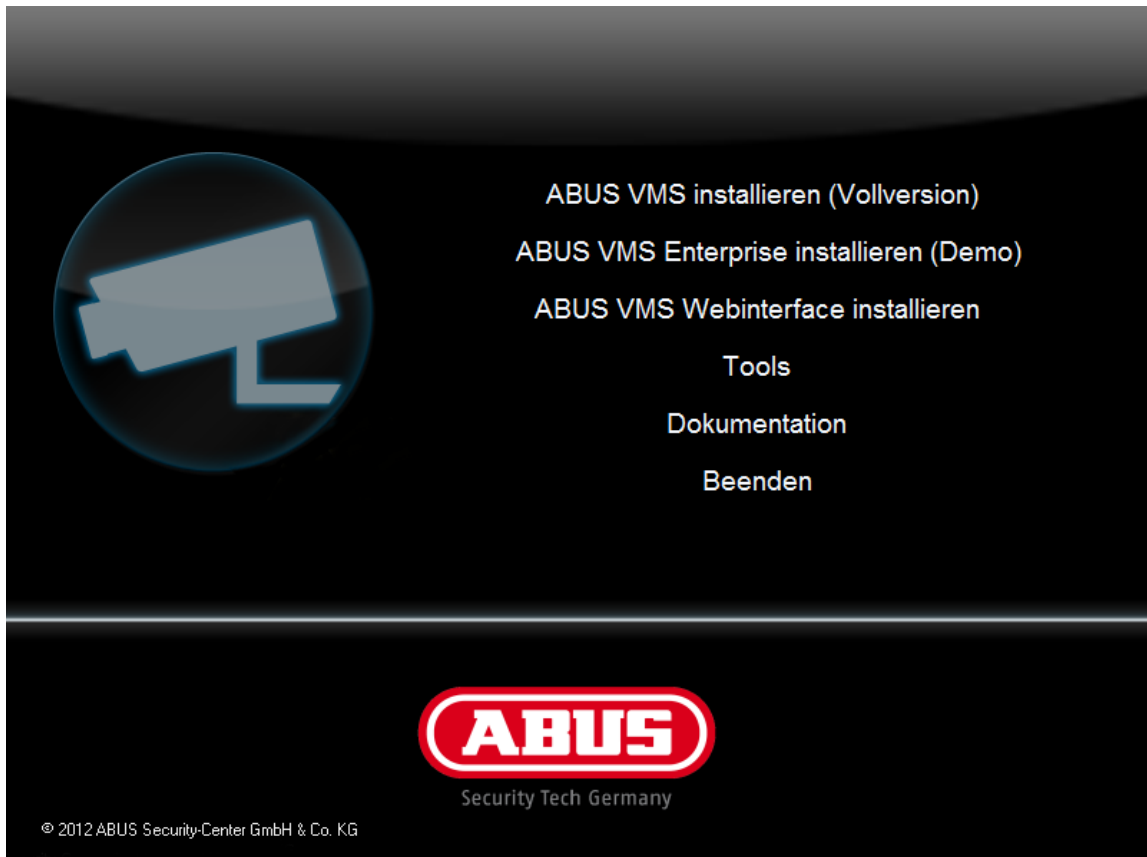 ABUS VMS installieren (Vollversion)
ABUS VMS Enterprise installieren (Demo)
ABUS VMS Webinterface installieren
Tools
Dokumentation
Beenden
ABUS
Security Tech Germany
© 2012 ABUS Security-Center GmbH & Co. KG